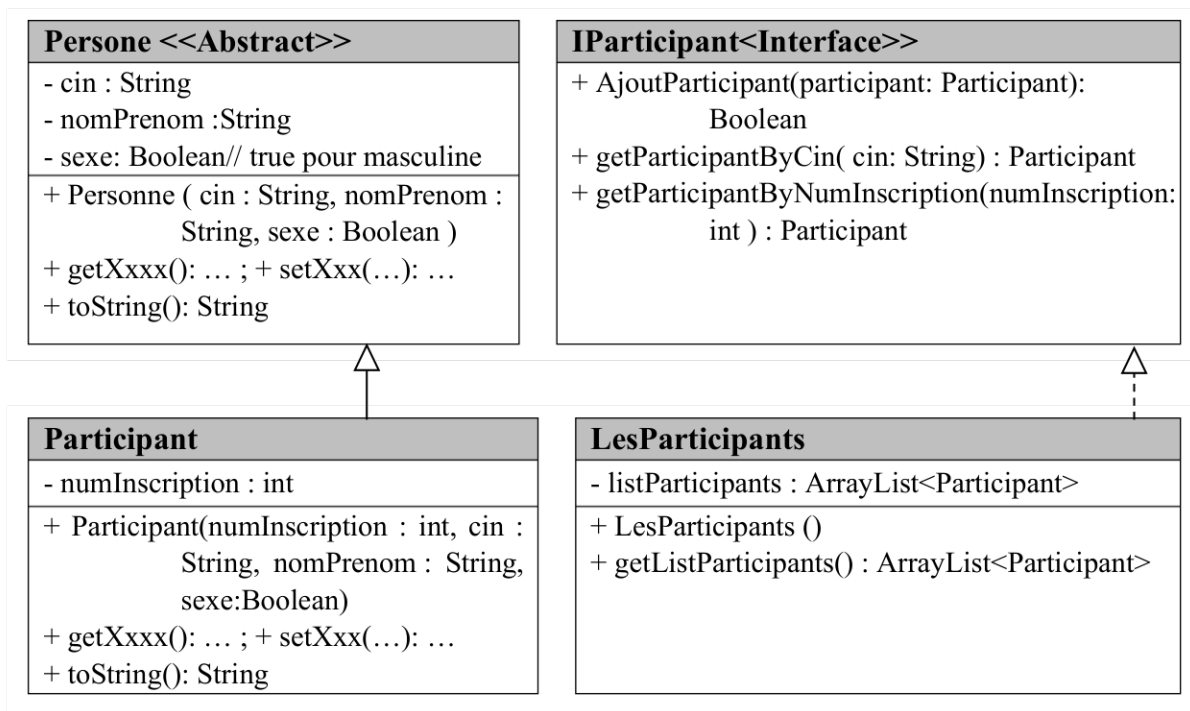 Persone <<Abstract>>
- cin : String
- nomPrenom :String
- sexe: Boolean// true pour masculine
+ Personne ( cin : String, nomPrenom :
String, sexe : Boolean )
+ getXxxx(): … ; + setXxx(…): …
+ toString(): String
IParticipant<Interface>>
+ AjoutParticipant(participant: Participant):
Boolean
+ getParticipantByCin( cin: String) : Participant
+ getParticipantByNumInscription(numInscription:
int ) : Participant
Participant
- numInscription : int
+ Participant(numInscription : int, cin :
String, nomPrenom : String,
sexe:Boolean)
+ getXxxx(): … ; + setXxx(…): …
+ toString(): String
LesParticipants
- listParticipants : ArrayList<Participant>
+ LesParticipants ()
+ getListParticipants() : ArrayList<Participant>